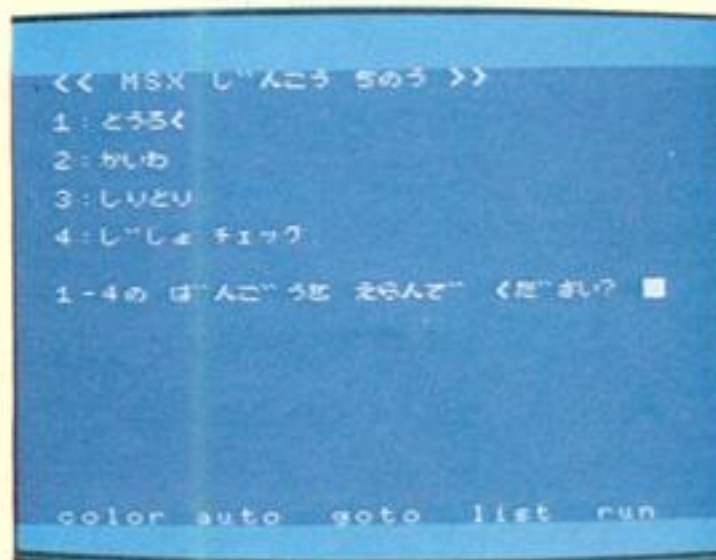 << MSX じんこう ちのう >>
1:とうろく
2:かいわ
3:しりとり
4:じしょ チェック
1-4の ばんごうを えらんで ください?
color auto goto list run